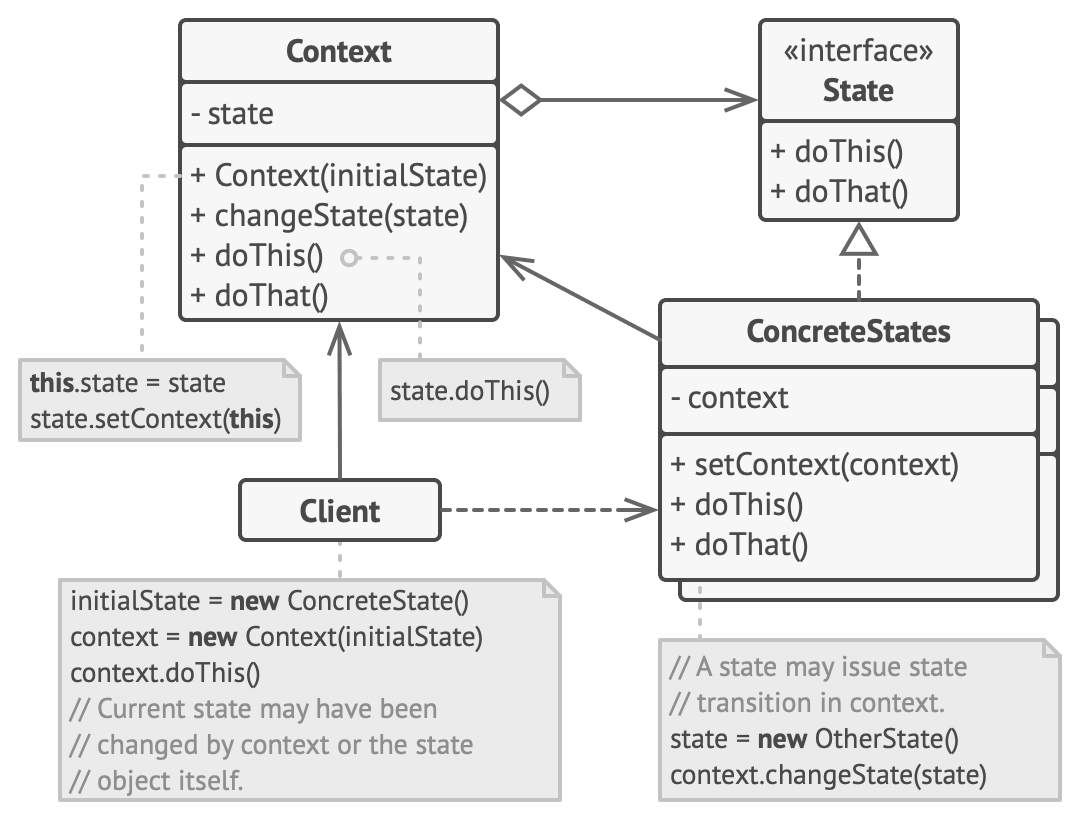 Context
- state
+ Context(initialState)
+ changeState(state)
+ doThis()
+ doThat()
«interface»
State
+ doThis()
+ doThat()
ConcreteStates
- context
+ setContext(context)
+ doThis()
+ doThat()
this.state = state
state.setContext(this)
state.doThis()
Client
initialState = new ConcreteState()
context = new Context(initialState)
context.doThis()
// Current state may have been
// changed by context or the state
// object itself.
// A state may issue state
// transition in context.
state = new OtherState()
context.changeState(state)